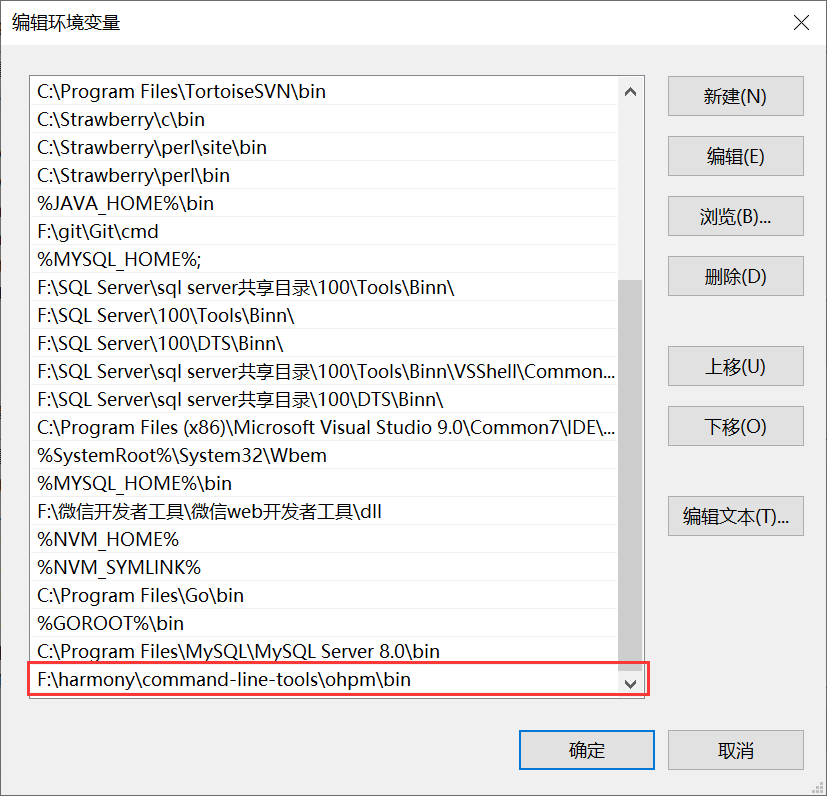 编辑环境变量
C:\Program Files\TortoiseSVN\bin
C:\Strawberry\c\bin
C:\Strawberry\perl\site\bin
C:\Strawberry\perl\bin
%JAVA_HOME%\bin
F:\git\Git\cmd
%MYSQL_HOME%;
F:\SQL Server\sql server共享目录\100\Tools\Binn\
F:\SQL Server\100\Tools\Binn\
F:\SQL Server\100\DTS\Binn\
F:\SQL Server\sql server共享目录\100\Tools\Binn\VSShell\Common...
F:\SQL Server\sql server共享目录\100\DTS\Binn\
C:\Program Files (x86)\Microsoft Visual Studio 9.0\Common7\IDE\...
%SystemRoot%\System32\Wbem
%MYSQL_HOME%\bin
F:\微信开发者工具\微信web开发者工具\dll
%NVM_HOME%
%NVM_SYMLINK%
C:\Program Files\Go\bin
%GOROOT%\bin
C:\Program Files\MySQL\MySQL Server 8.0\bin
F:\harmony\command-line-tools\ohpm\bin
新建(N)
编辑(E)
浏览(B)...
删除(D)
上移(U)
下移(O)
编辑文本(T)...
确定
取消